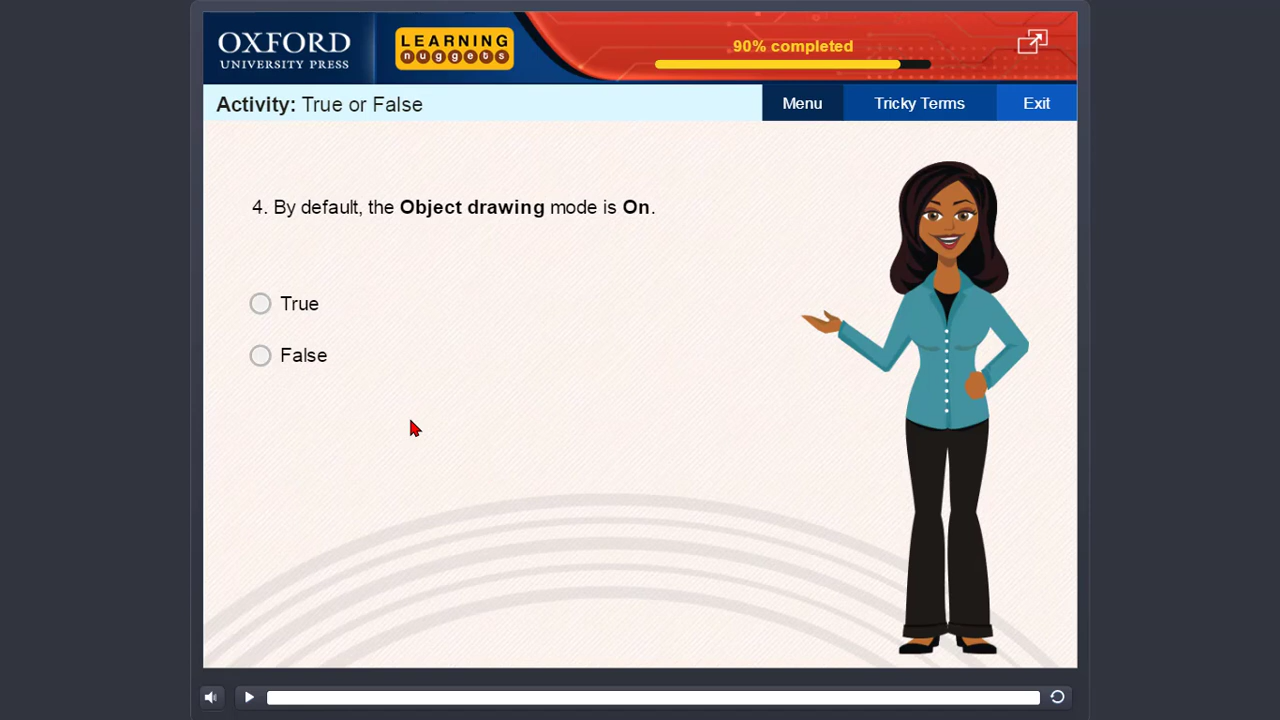 OXFORD
UNIVERSITY PRESS
LEARNING
nuggets
90% completed
Activity: True or False
Menu
Tricky Terms
Exit
4. By default, the Object drawing mode is On.
True
False